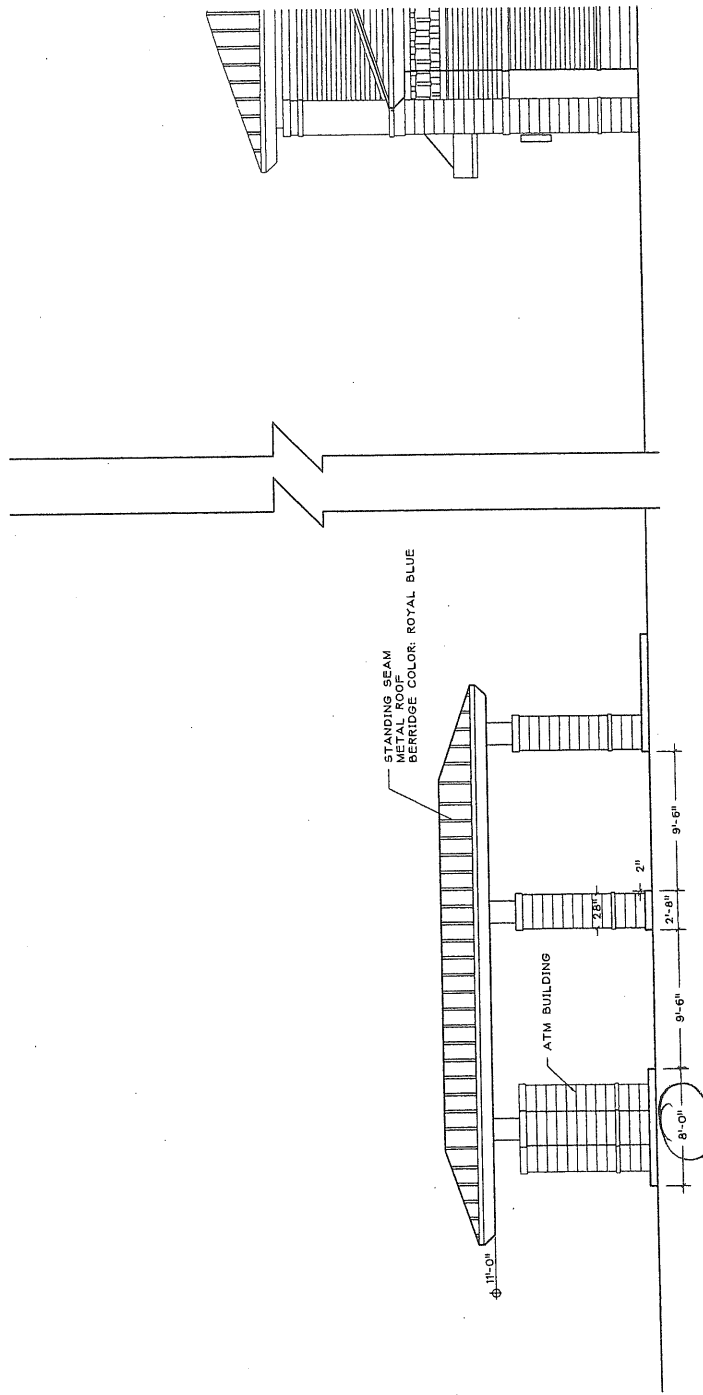 STANDING SEAM
METAL ROOF
BERRIDGE COLOR: ROYAL BLUE
11'-0"
ATM BUILDING
28"
2"
8'-0"
9'-6"
2'-8"
9'-6"